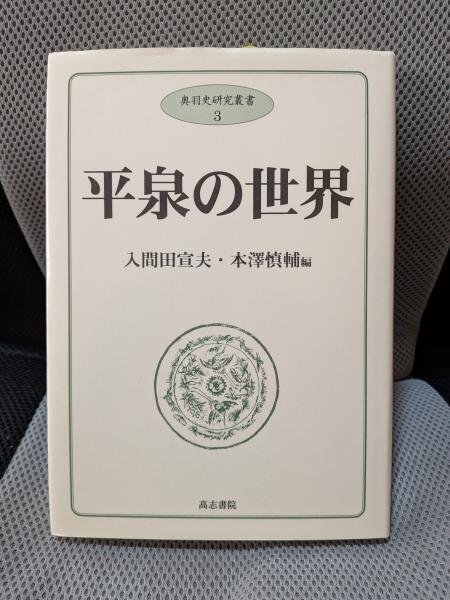 奥羽史研究叢書
3
平泉の世界
入間田宣夫・本澤慎輔編
高志書院